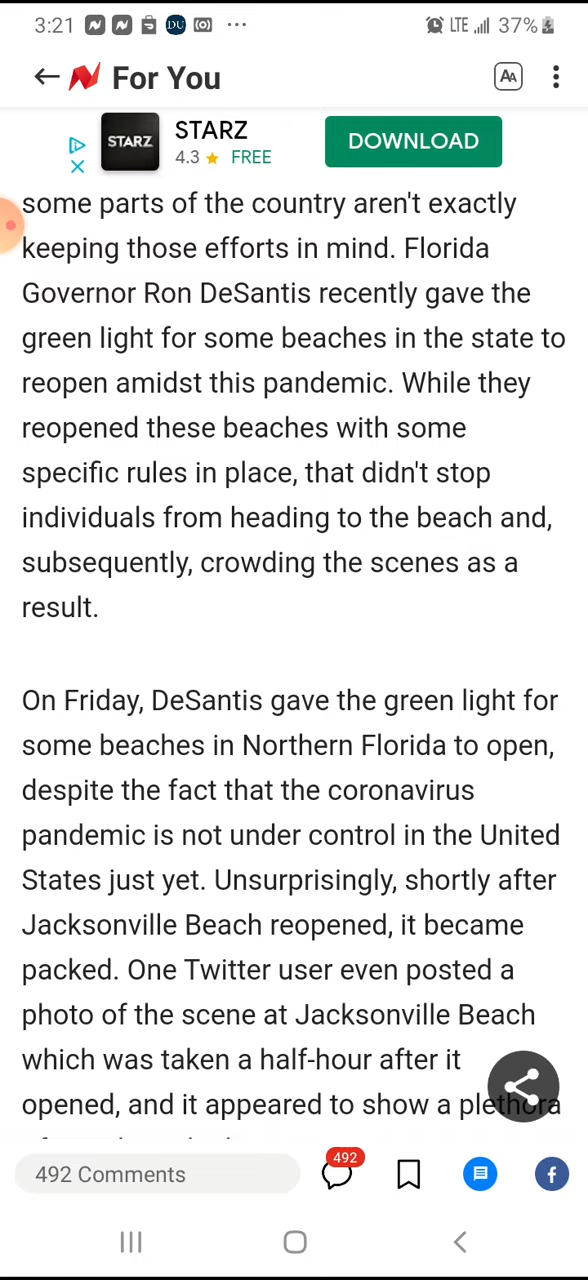 3:21 DU ••• LTE 37%
For You AA
STARZ STARZ
4.3 FREE
DOWNLOAD
some parts of the country aren't exactly
keeping those efforts in mind. Florida
Governor Ron DeSantis recently gave the
green light for some beaches in the state to
reopen amidst this pandemic. While they
reopened these beaches with some
specific rules in place, that didn't stop
individuals from heading to the beach and,
subsequently, crowding the scenes as a
result.
On Friday, DeSantis gave the green light for
some beaches in Northern Florida to open,
despite the fact that the coronavirus
pandemic is not under control in the United
States just yet. Unsurprisingly, shortly after
Jacksonville Beach reopened, it became
packed. One Twitter user even posted a
photo of the scene at Jacksonville Beach
which was taken a half-hour after it
opened, and it appeared to show a plethora
492 Comments 492 f